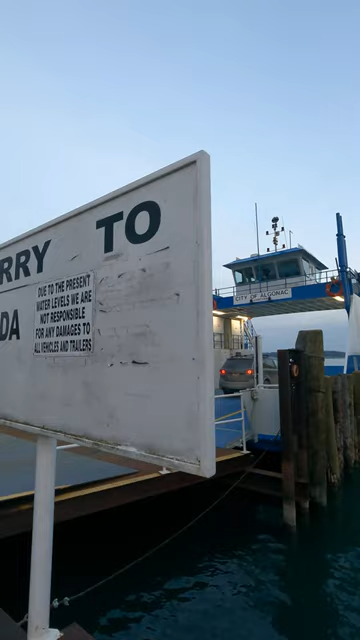 RRY TO
DA
DUE TO THE PRESENT
WATER LEVELS WE ARE
NOT RESPONSIBLE
FOR ANY DAMAGES TO
ALL VEHICLES AND TRAILERS
CITY OF ALGONAC